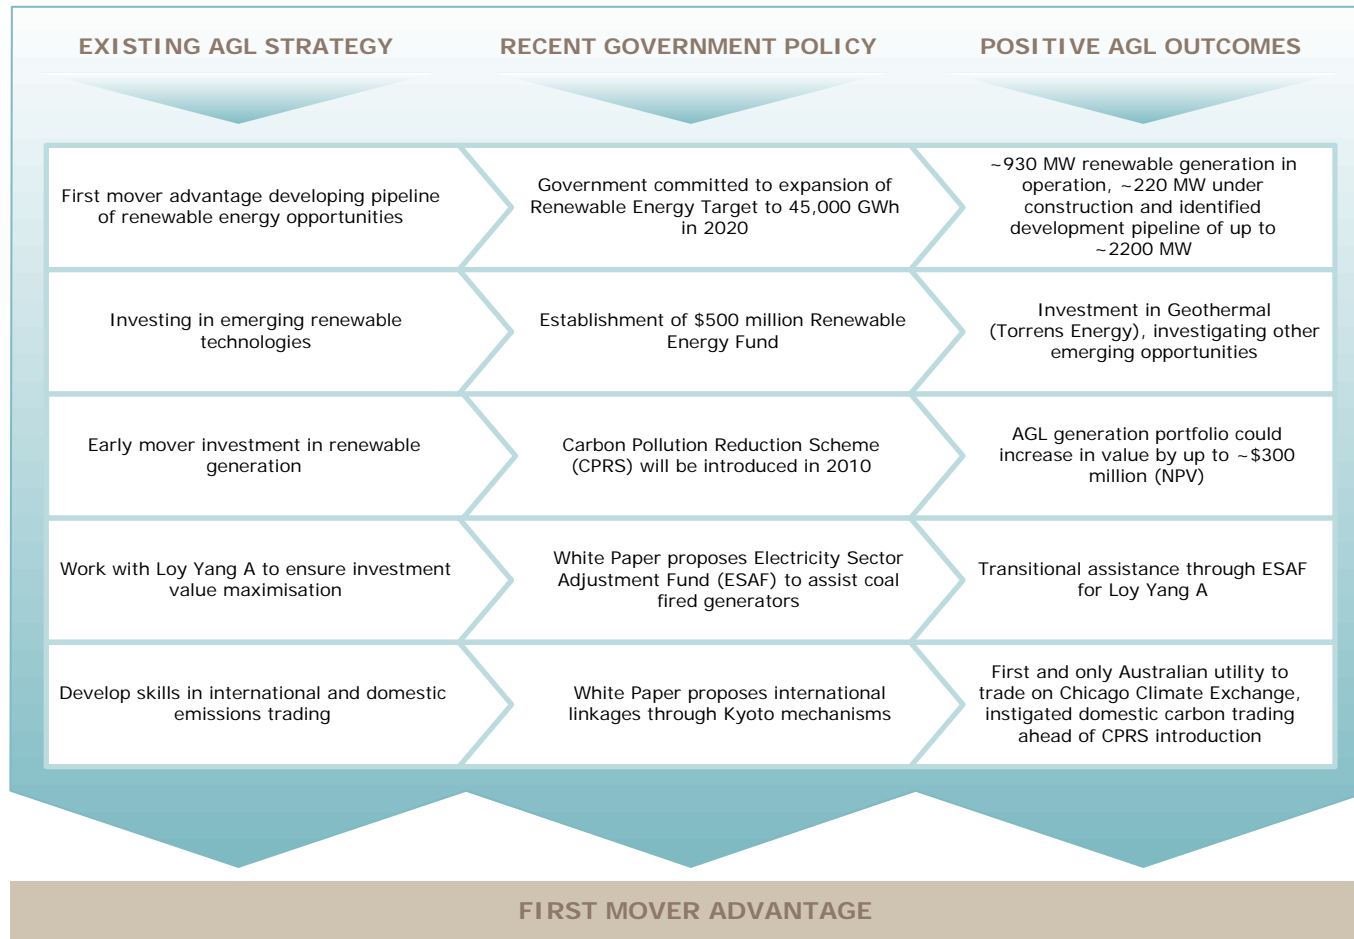 EXISTING AGL STRATEGY
RECENT GOVERNMENT POLICY
POSITIVE AGL OUTCOMES
First mover advantage developing pipeline
of renewable energy opportunities
Government committed to expansion of
Renewable Energy Target to 45,000 GWh
in 2020
~930 MW renewable generation in
operation, ~220 MW under
construction and identified
development pipeline of up to
~2200 MW
Investing in emerging renewable
technologies
Establishment of $500 million Renewable
Energy Fund
Investment in Geothermal
(Torrens Energy), investigating other
emerging opportunities
Early mover investment in renewable
generation
Carbon Pollution Reduction Scheme
(CPRS) will be introduced in 2010
AGL generation portfolio could
increase in value by up to ~$300
million (NPV)
Work with Loy Yang A to ensure investment
value maximisation
White Paper proposes Electricity Sector
Adjustment Fund (ESAF) to assist coal
fired generators
Transitional assistance through ESAF
for Loy Yang A
Develop skills in international and domestic
emissions trading
White Paper proposes international
linkages through Kyoto mechanisms
First and only Australian utility to
trade on Chicago Climate Exchange,
instigated domestic carbon trading
ahead of CPRS introduction
FIRST MOVER ADVANTAGE